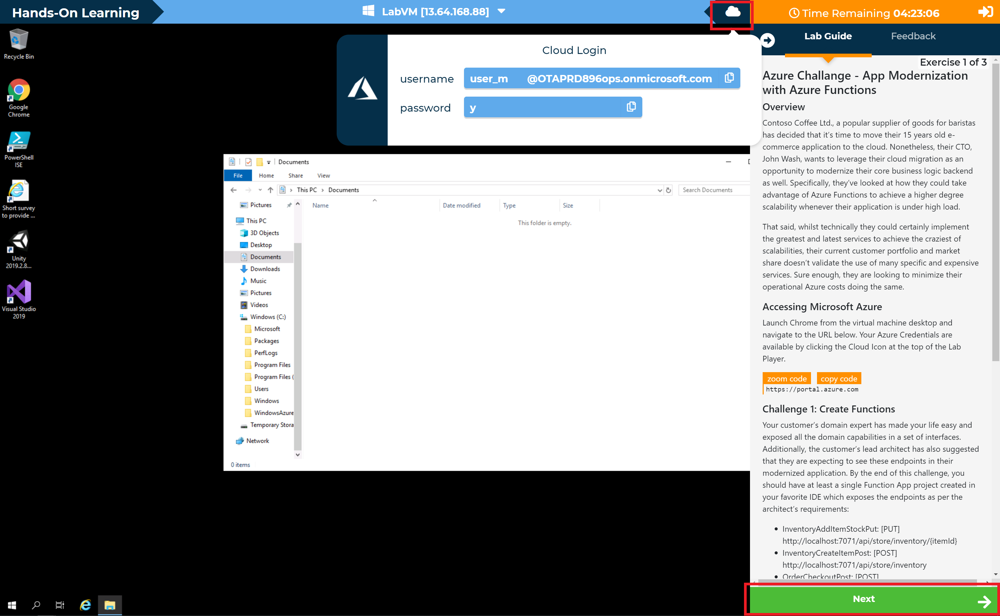 Hands-On Learning
LabVM [13.64.168.88]
Time Remaining 04:23:06
Recycle Bin
Google
Chrome
PowerShell
ISE
Short survey
to provide ...
Unity
2019.2.8...
Visual Studio
2019
Cloud Login
username
user_m @OTAPRD896ops.onmicrosoft.com
password
y
Documents
File Home Share View
This PC > Documents
Search Documents
Name Date modified Type Size
This folder is empty.
Pictures
This PC
3D Objects
Desktop
Documents
Downloads
Music
Pictures
Videos
Windows (C:)
Microsoft
Packages
PerfLogs
Program Files
Program Files (
Users
Windows
WindowsAzure
Temporary Stora
Network
0 items
Lab Guide Feedback
Exercise 1 of 3
Azure Challange - App Modernization
with Azure Functions
Overview
Contoso Coffee Ltd., a popular supplier of goods for baristas
has decided that it’s time to move their 15 years old e-
commerce application to the cloud. Nonetheless, their CTO,
John Wash, wants to leverage their cloud migration as an
opportunity to modernize their core business logic backend
as well. Specifically, they’ve looked at how they could take
advantage of Azure Functions to achieve a higher degree
scalability whenever their application is under high load.
That said, whilst technically they could certainly implement
the greatest and latest services to achieve the craziest of
scalabilities, their current customer portfolio and market
share doesn’t validate the use of many specific and expensive
services. Sure enough, they are looking to minimize their
operational Azure costs doing the same.
Accessing Microsoft Azure
Launch Chrome from the virtual machine desktop and
navigate to the URL below. Your Azure Credentials are
available by clicking the Cloud Icon at the top of the Lab
Player.
zoom code copy code
https://portal.azure.com
Challenge 1: Create Functions
Your customer’s domain expert has made your life easy and
exposed all the domain capabilities in a set of interfaces.
Additionally, the customer’s lead architect has also suggested
that they are expecting to see these endpoints in their
modernized application. By the end of this challenge, you
should have at least a single Function App project created in
your favorite IDE which exposes the endpoints as per the
architect’s requirements:
• InventoryAddItemStockPut: [PUT]
http://localhost:7071/api/store/inventory/{itemId}
• InventoryCreateItemPost: [POST]
http://localhost:7071/api/store/inventory
• OrderCheckoutPost: [POST]
Next